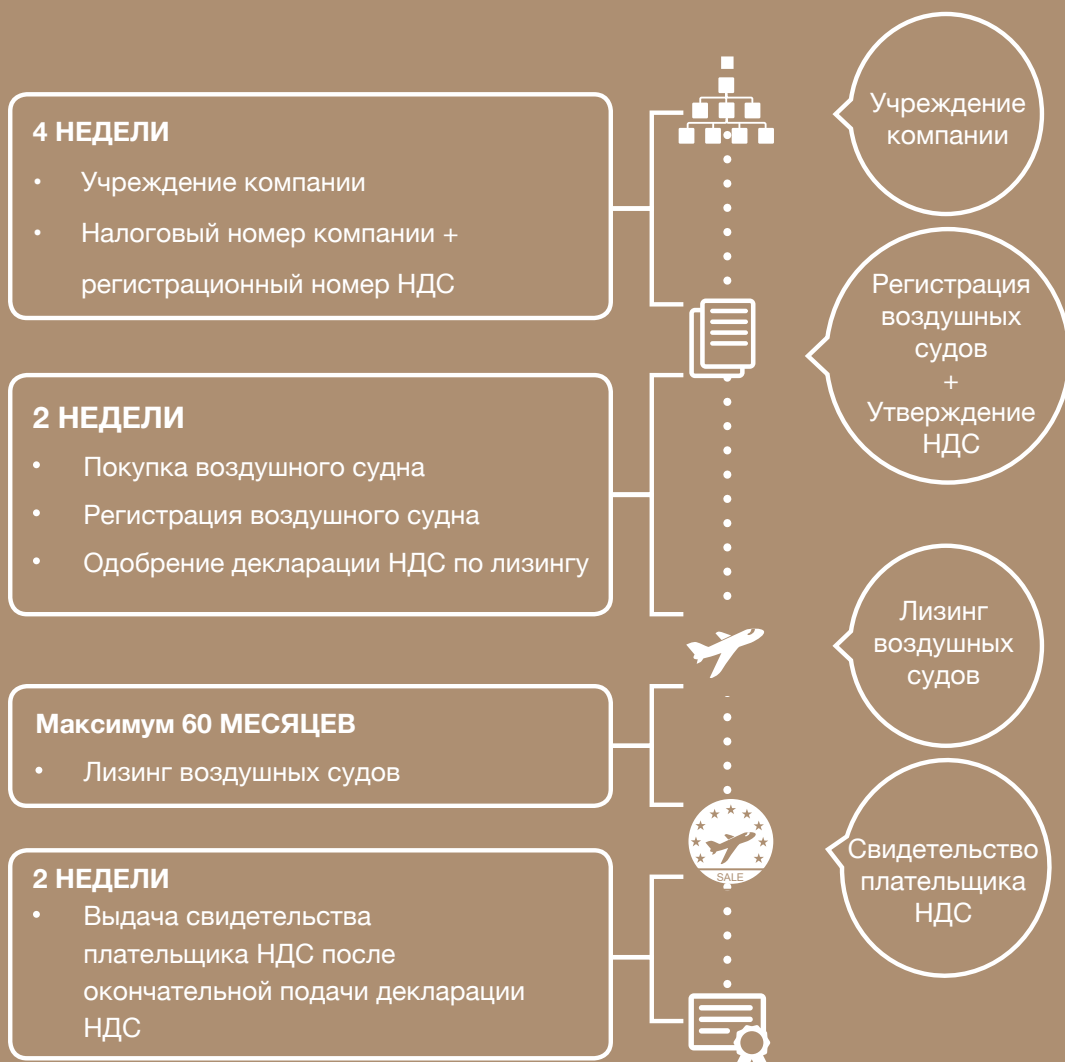 Учреждение
компании
4 НЕДЕЛИ
• Учреждение компании
• Налоговый номер компании +
регистрационный номер НДС
Регистрация
воздушных
судов
+
Утверждение
НДС
2 НЕДЕЛИ
• Покупка воздушного судна
• Регистрация воздушного судна
• Одобрение декларации НДС по лизингу
Лизинг
воздушных
судов
Максимум 60 МЕСЯЦЕВ
• Лизинг воздушных судов
SALE
Свидетельство
плательщика
НДС
2 НЕДЕЛИ
• Выдача свидетельства
плательщика НДС после
окончательной подачи декларации
НДС